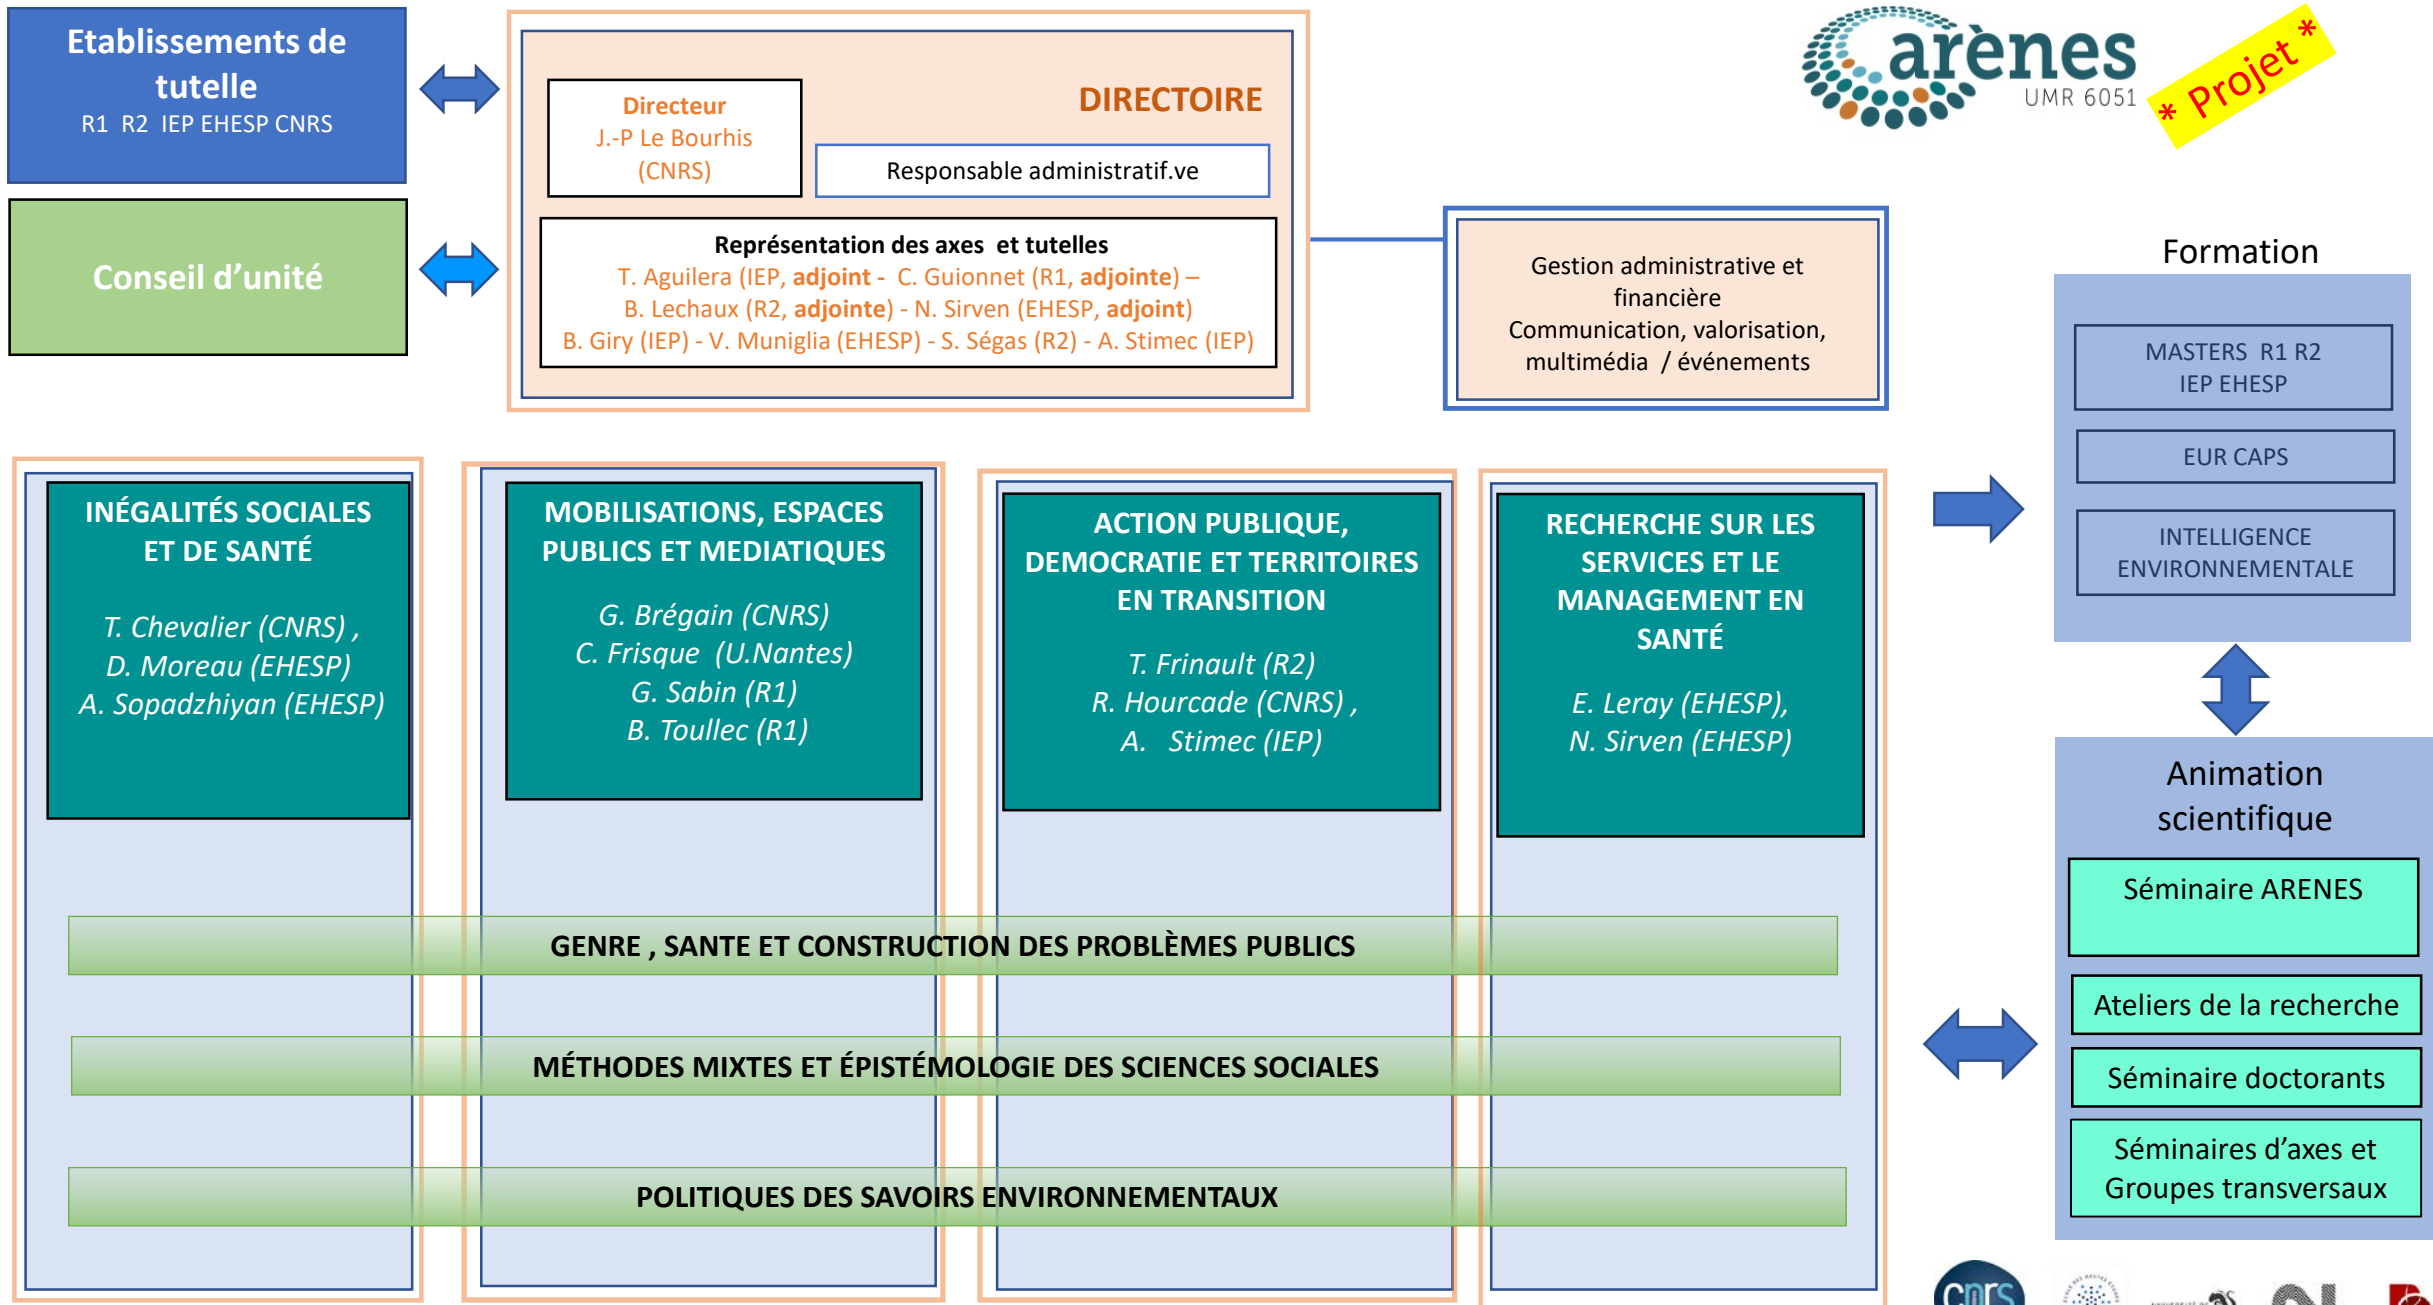 Etablissements de
tutelle
R1 R2 IEP EHESP CNRS
Conseil d’unité
DIRECTOIRE
Directeur
J.-P Le Bourhis
(CNRS)
Responsable administratif.ve
Représentation des axes et tutelles
T. Aguilera (IEP, adjoint - C. Guionnet (R1, adjointe) –
B. Lechaux (R2, adjointe) - N. Sirven (EHESP, adjoint)
B. Giry (IEP) - V. Muniglia (EHESP) - S. Ségas (R2) - A. Stimec (IEP)
arènes
UMR 6051
* Projet *
Gestion administrative et
financière
Communication, valorisation,
multimédia / événements
Formation
MASTERS R1 R2
IEP EHESP
EUR CAPS
INTELLIGENCE
ENVIRONNEMENTALE
INÉGALITÉS SOCIALES
ET DE SANTÉ
T. Chevalier (CNRS) ,
D. Moreau (EHESP)
A. Sopadzhiyan (EHESP)
MOBILISATIONS, ESPACES
PUBLICS ET MEDIATIQUES
G. Brégain (CNRS)
C. Frisque (U.Nantes)
G. Sabin (R1)
B. Toullec (R1)
ACTION PUBLIQUE,
DEMOCRATIE ET TERRITOIRES
EN TRANSITION
T. Frinault (R2)
R. Hourcade (CNRS) ,
A. Stimec (IEP)
RECHERCHE SUR LES
SERVICES ET LE
MANAGEMENT EN
SANTÉ
E. Leray (EHESP),
N. Sirven (EHESP)
GENRE , SANTE ET CONSTRUCTION DES PROBLÈMES PUBLICS
MÉTHODES MIXTES ET ÉPISTÉMOLOGIE DES SCIENCES SOCIALES
POLITIQUES DES SAVOIRS ENVIRONNEMENTAUX
Animation
scientifique
Séminaire ARENES
Ateliers de la recherche
Séminaire doctorants
Séminaires d’axes et
Groupes transversaux
cnrs